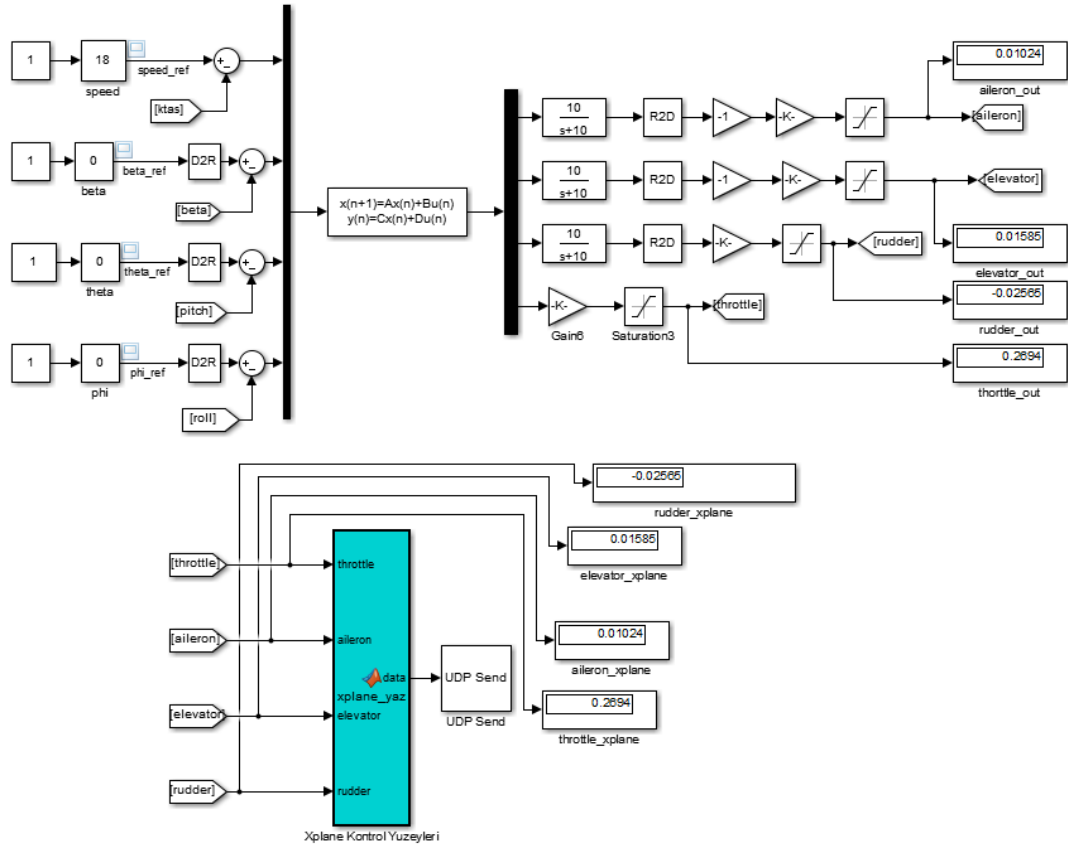 1
18
speed
speed_ref
+
−
[ktas]
1
0
beta
beta_ref
D2R
+
−
[beta]
1
0
theta
theta_ref
D2R
+
−
[pitch]
1
0
phi
phi_ref
D2R
+
−
[roll]
x(n+1)=Ax(n)+Bu(n)
y(n)=Cx(n)+Du(n)
10
s+10
R2D
-1
-K-
0.01024
aileron_out
[aileron]
10
s+10
R2D
-1
-K-
[elevator]
0.01585
elevator_out
10
s+10
R2D
-K-
[rudder]
-0.02565
rudder_out
-K-
Gain6
Saturation3
[throttle]
0.2694
thorttle_out
-0.02565
rudder_xplane
0.01585
elevator_xplane
0.01024
aileron_xplane
0.2694
throttle_xplane
[throttle]
[aileron]
[elevator]
[rudder]
throttle
aileron
data
xplane_yaz
elevator
rudder
Xplane Kontrol Yuzeyleri
UDP Send
UDP Send